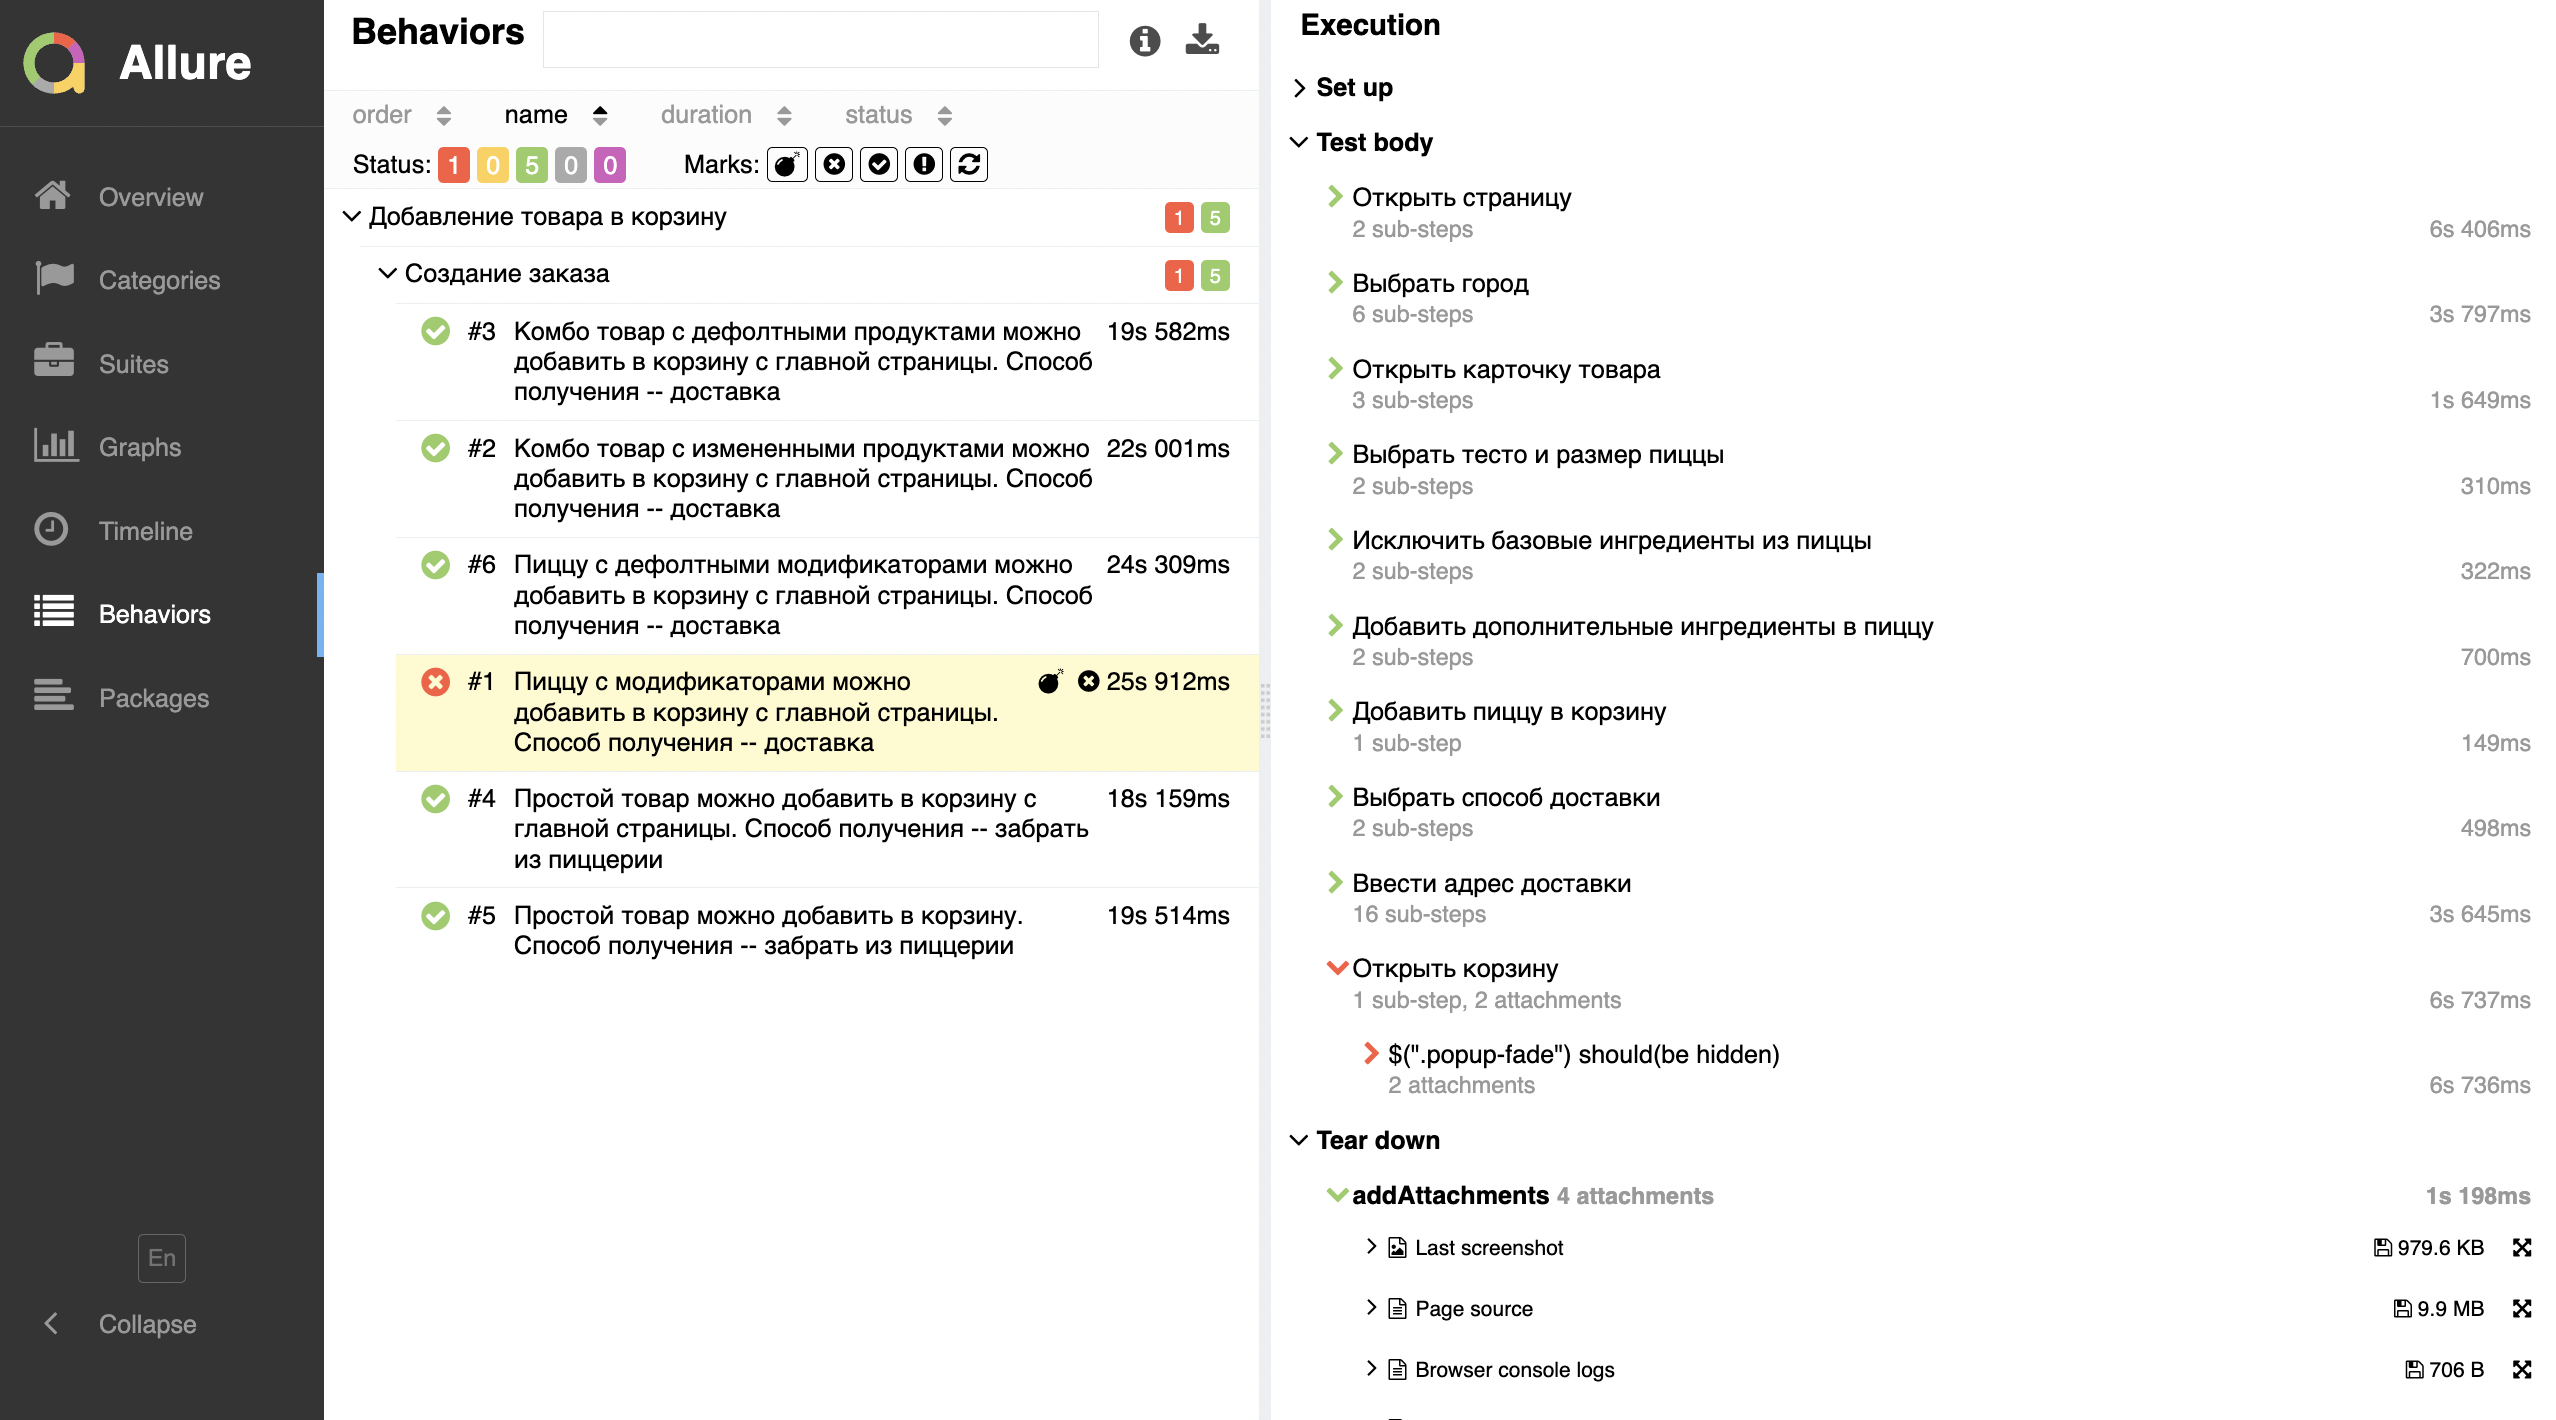 Allure
Overview
Categories
Suites
Graphs
Timeline
Behaviors
Packages
En
Collapse
Behaviors
order name duration status
Status: 1 0 5 0 0 Marks:
Добавление товара в корзину 1 5
Создание заказа 1 5
#3 Комбо товар с дефолтными продуктами можно 19s 582ms
добавить в корзину с главной страницы. Способ
получения -- доставка
#2 Комбо товар с измененными продуктами можно 22s 001ms
добавить в корзину с главной страницы. Способ
получения -- доставка
#6 Пиццу с дефолтными модификаторами можно 24s 309ms
добавить в корзину с главной страницы. Способ
получения -- доставка
#1 Пиццу с модификаторами можно 25s 912ms
добавить в корзину с главной страницы.
Способ получения -- доставка
#4 Простой товар можно добавить в корзину с 18s 159ms
главной страницы. Способ получения -- забрать
из пиццерии
#5 Простой товар можно добавить в корзину. 19s 514ms
Способ получения -- забрать из пиццерии
Execution
Set up
Test body
Открыть страницу
2 sub-steps 6s 406ms
Выбрать город
6 sub-steps 3s 797ms
Открыть карточку товара
3 sub-steps 1s 649ms
Выбрать тесто и размер пиццы
2 sub-steps 310ms
Исключить базовые ингредиенты из пиццы
2 sub-steps 322ms
Добавить дополнительные ингредиенты в пиццу
2 sub-steps 700ms
Добавить пиццу в корзину
1 sub-step 149ms
Выбрать способ доставки
2 sub-steps 498ms
Ввести адрес доставки
16 sub-steps 3s 645ms
Открыть корзину
1 sub-step, 2 attachments 6s 737ms
$(".popup-fade") should(be hidden)
2 attachments 6s 736ms
Tear down
addAttachments 4 attachments 1s 198ms
Last screenshot 979.6 KB
Page source 9.9 MB
Browser console logs 706 B